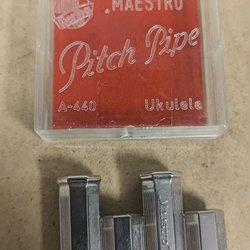 .MAESTRO
Pitch Pipe
A-440 Ukulele